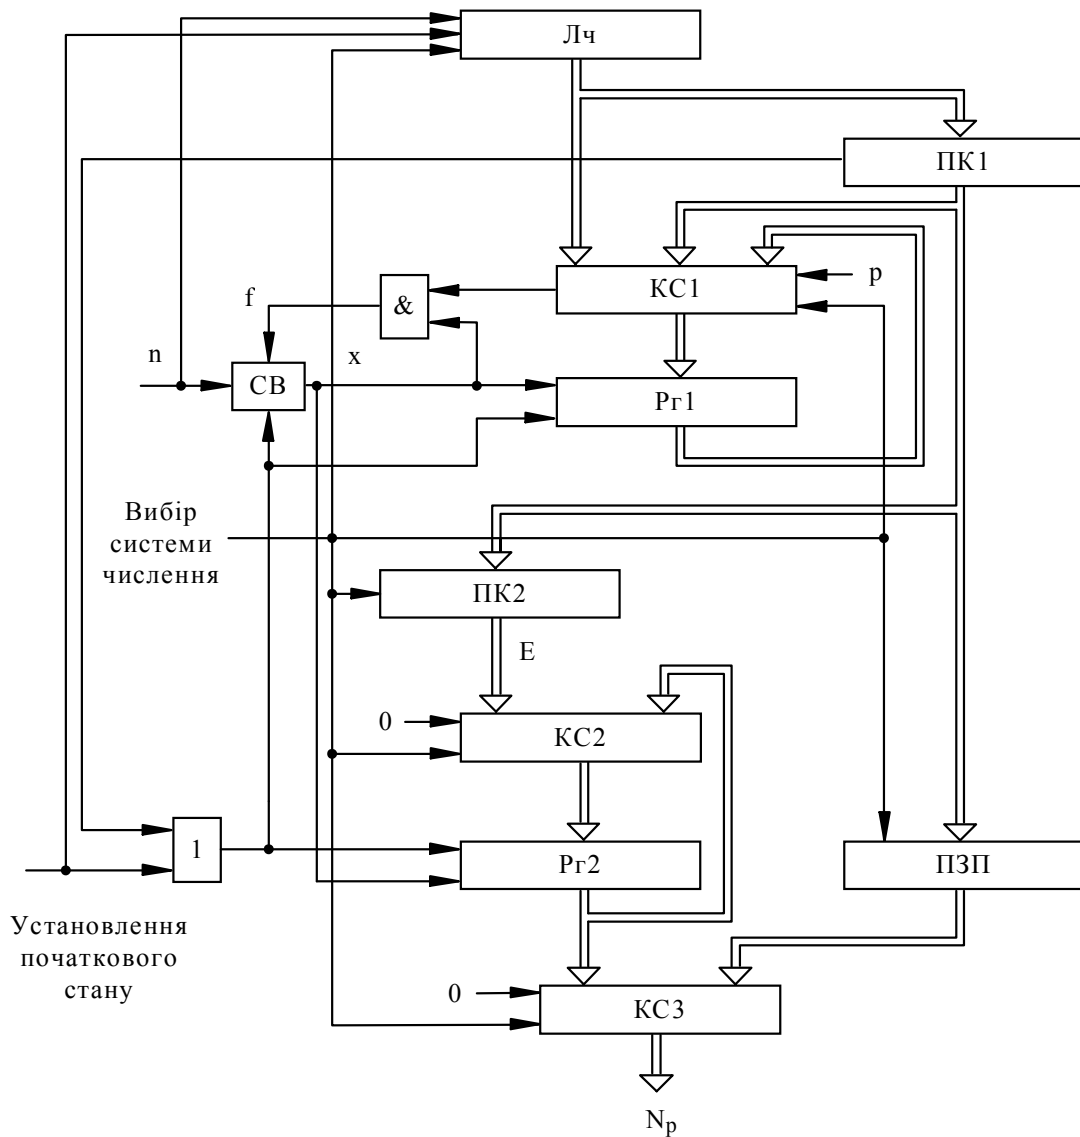 Лч
ПК1
КС1
p
&
f
n
x
СВ
Рг1
Вибір
системи
числення
ПК2
E
0
КС2
1
Рг2
ПЗП
Установлення
початкового
стану
0
КС3
Np